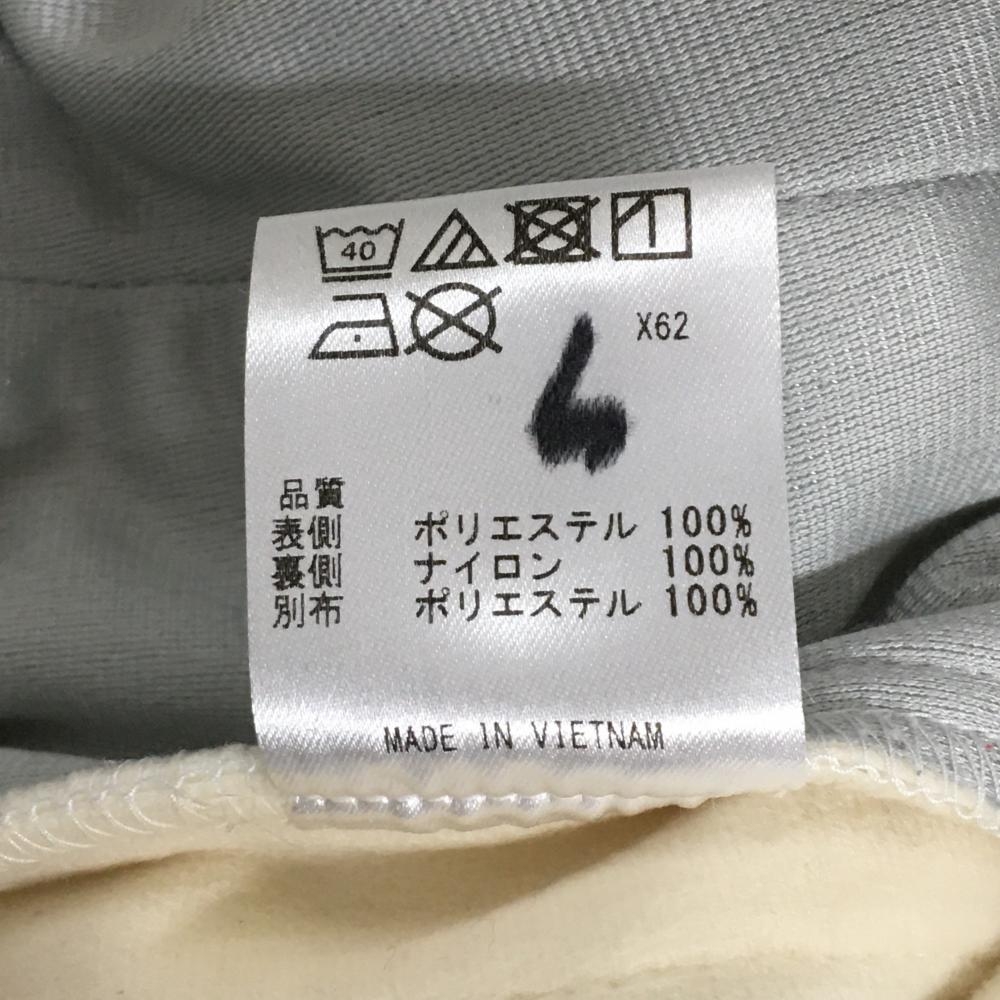 40
X62
品質
表側 ポリエステル 100%
裏側 ナイロン 100%
別布 ポリエステル 100%
MADE IN VIETNAM